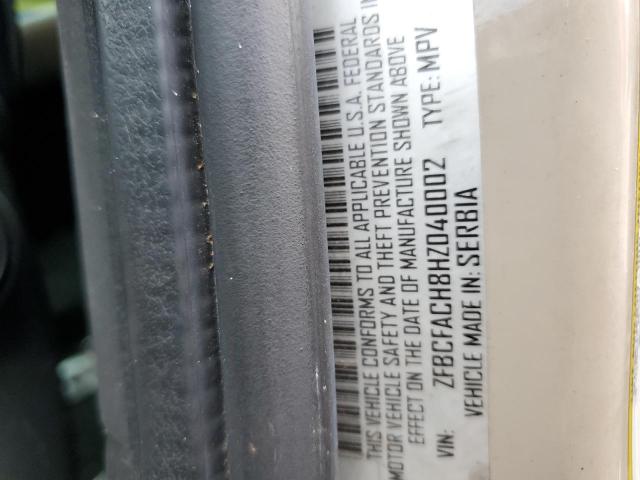 THIS VEHICLE CONFORMS TO ALL APPLICABLE U.S.A. FEDERAL
MOTOR VEHICLE SAFETY AND THEFT PREVENTION STANDARDS IN
EFFECT ON THE DATE OF MANUFACTURE SHOWN ABOVE
VIN: ZFBCFACH8HZ040002 TYPE: MPV
VEHICLE MADE IN: SERBIA